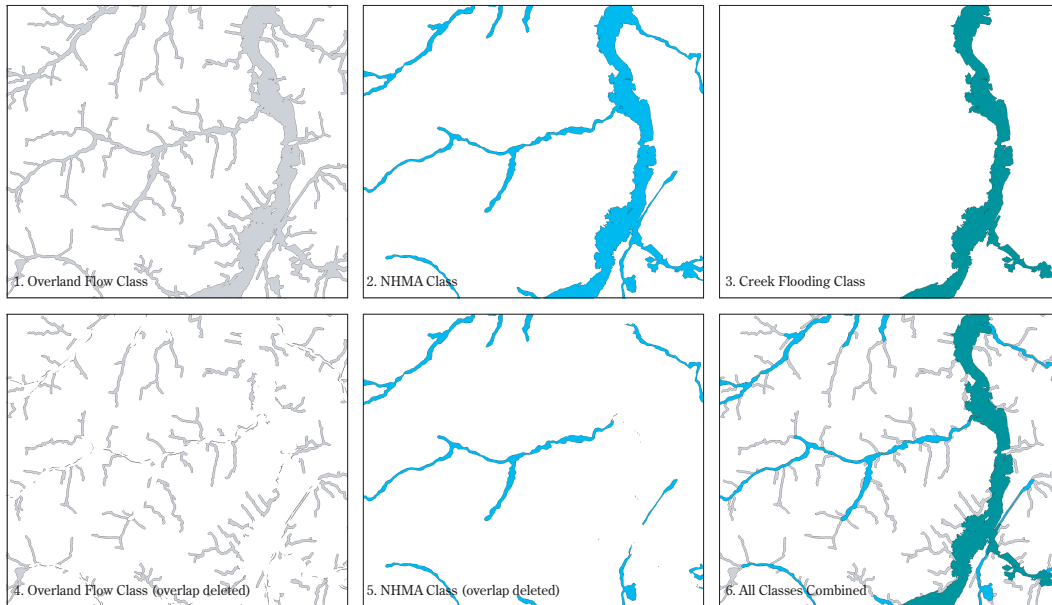 1. Overland Flow Class
2. NHMA Class
3. Creek Flooding Class
4. Overland Flow Class (overlap deleted)
5. NHMA Class (overlap deleted)
6. All Classes Combined